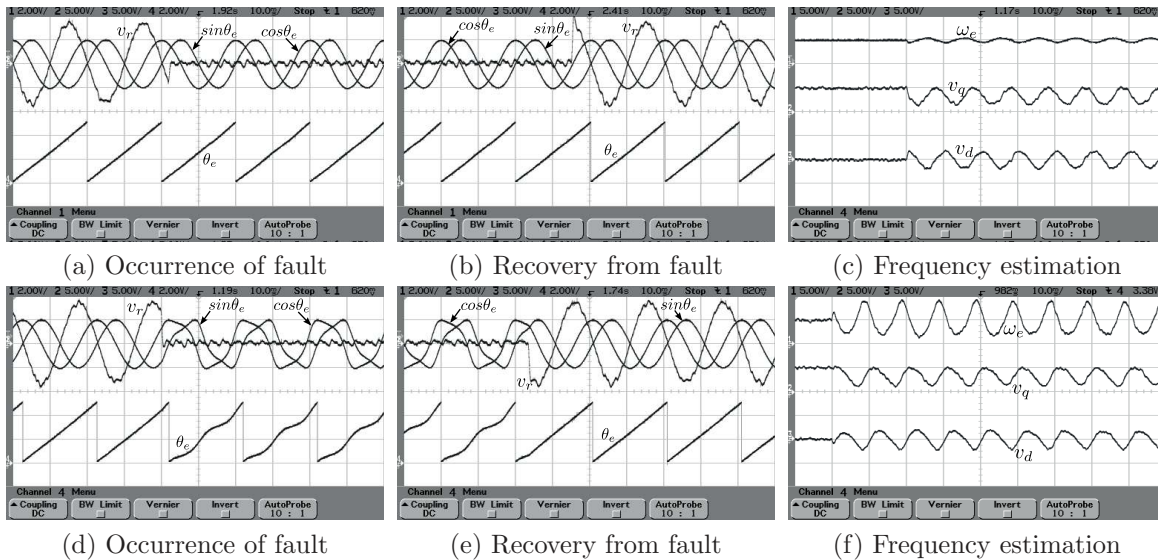 1 2.00V/ 2 5.00V/ 3 5.00V/ 4 2.00V/ 1.92s 10.0%/ Stop 1 620mV
v_r sinθ_e cosθ_e
θ_e
Channel 1 Menu
Coupling DC BW Limit Vernier Invert AutoProbe 10 : 1
(a) Occurrence of fault
1 2.00V/ 2 5.00V/ 3 5.00V/ 4 2.00V/ 2.41s 10.0%/ Stop 1 620mV
cosθ_e sinθ_e v_r
θ_e
Channel 1 Menu
Coupling DC BW Limit Vernier Invert AutoProbe 10 : 1
(b) Recovery from fault
1 5.00V/ 2 5.00V/ 3 5.00V/ 1.17s 10.0%/ Stop 1 620mV
ω_e
v_q
v_d
Channel 4 Menu
Coupling DC BW Limit Vernier Invert AutoProbe 10 : 1
(c) Frequency estimation
1 2.00V/ 2 5.00V/ 3 5.00V/ 4 2.00V/ 1.19s 10.0%/ Stop 1 620mV
v_r sinθ_e cosθ_e
θ_e
Channel 4 Menu
Coupling DC BW Limit Vernier Invert AutoProbe 10 : 1
(d) Occurrence of fault
1 2.00V/ 2 5.00V/ 3 5.00V/ 4 2.00V/ 1.74s 10.0%/ Stop 1 620mV
cosθ_e sinθ_e
v_r
θ_e
Channel 4 Menu
Coupling DC BW Limit Vernier Invert AutoProbe 10 : 1
(e) Recovery from fault
1 5.00V/ 2 5.00V/ 3 5.00V/ 982 10.0%/ Stop 4 3.38V
ω_e
v_q
v_d
Channel 4 Menu
Coupling DC BW Limit Vernier Invert AutoProbe 10 : 1
(f) Frequency estimation